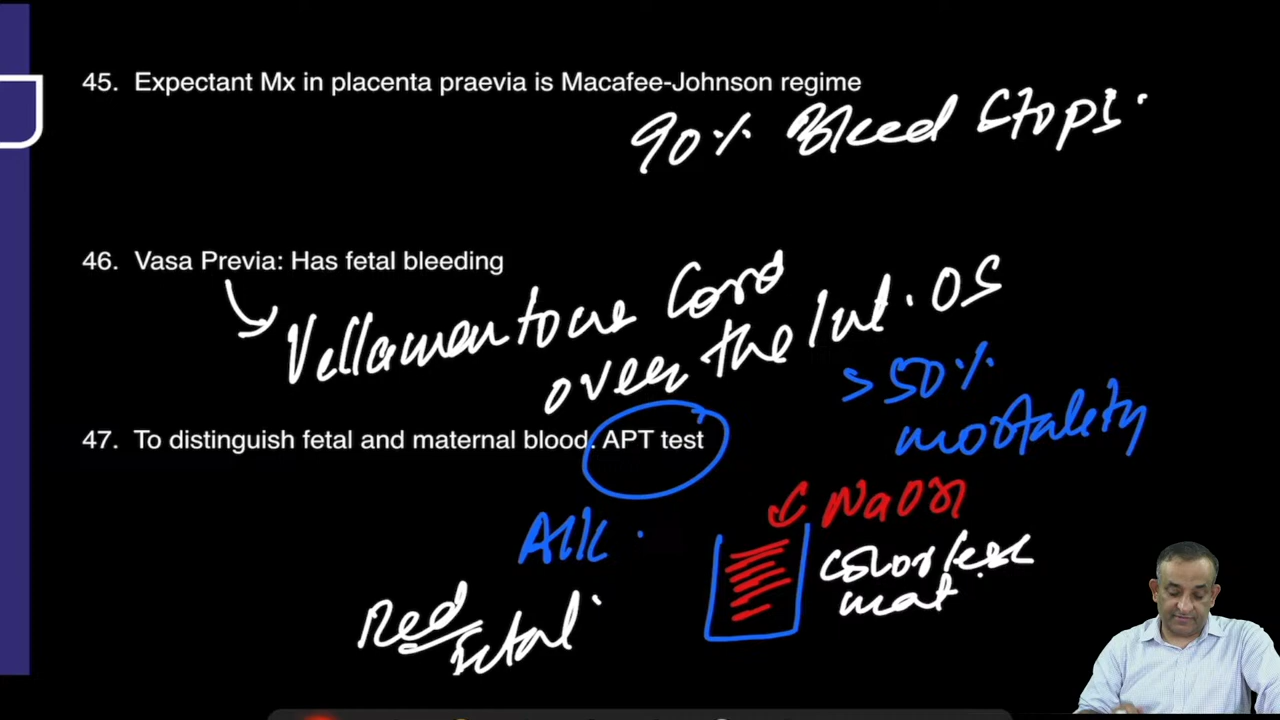 45. Expectant Mx in placenta praevia is Macafee-Johnson regime
90% Bleed Stops.
46. Vasa Previa: Has fetal bleeding
Vellamentous Cord
over the Int. OS
>50%
mortality
47. To distinguish fetal and maternal blood. APT test
Alk.
NaOH
colorless
mat
Red
fetal